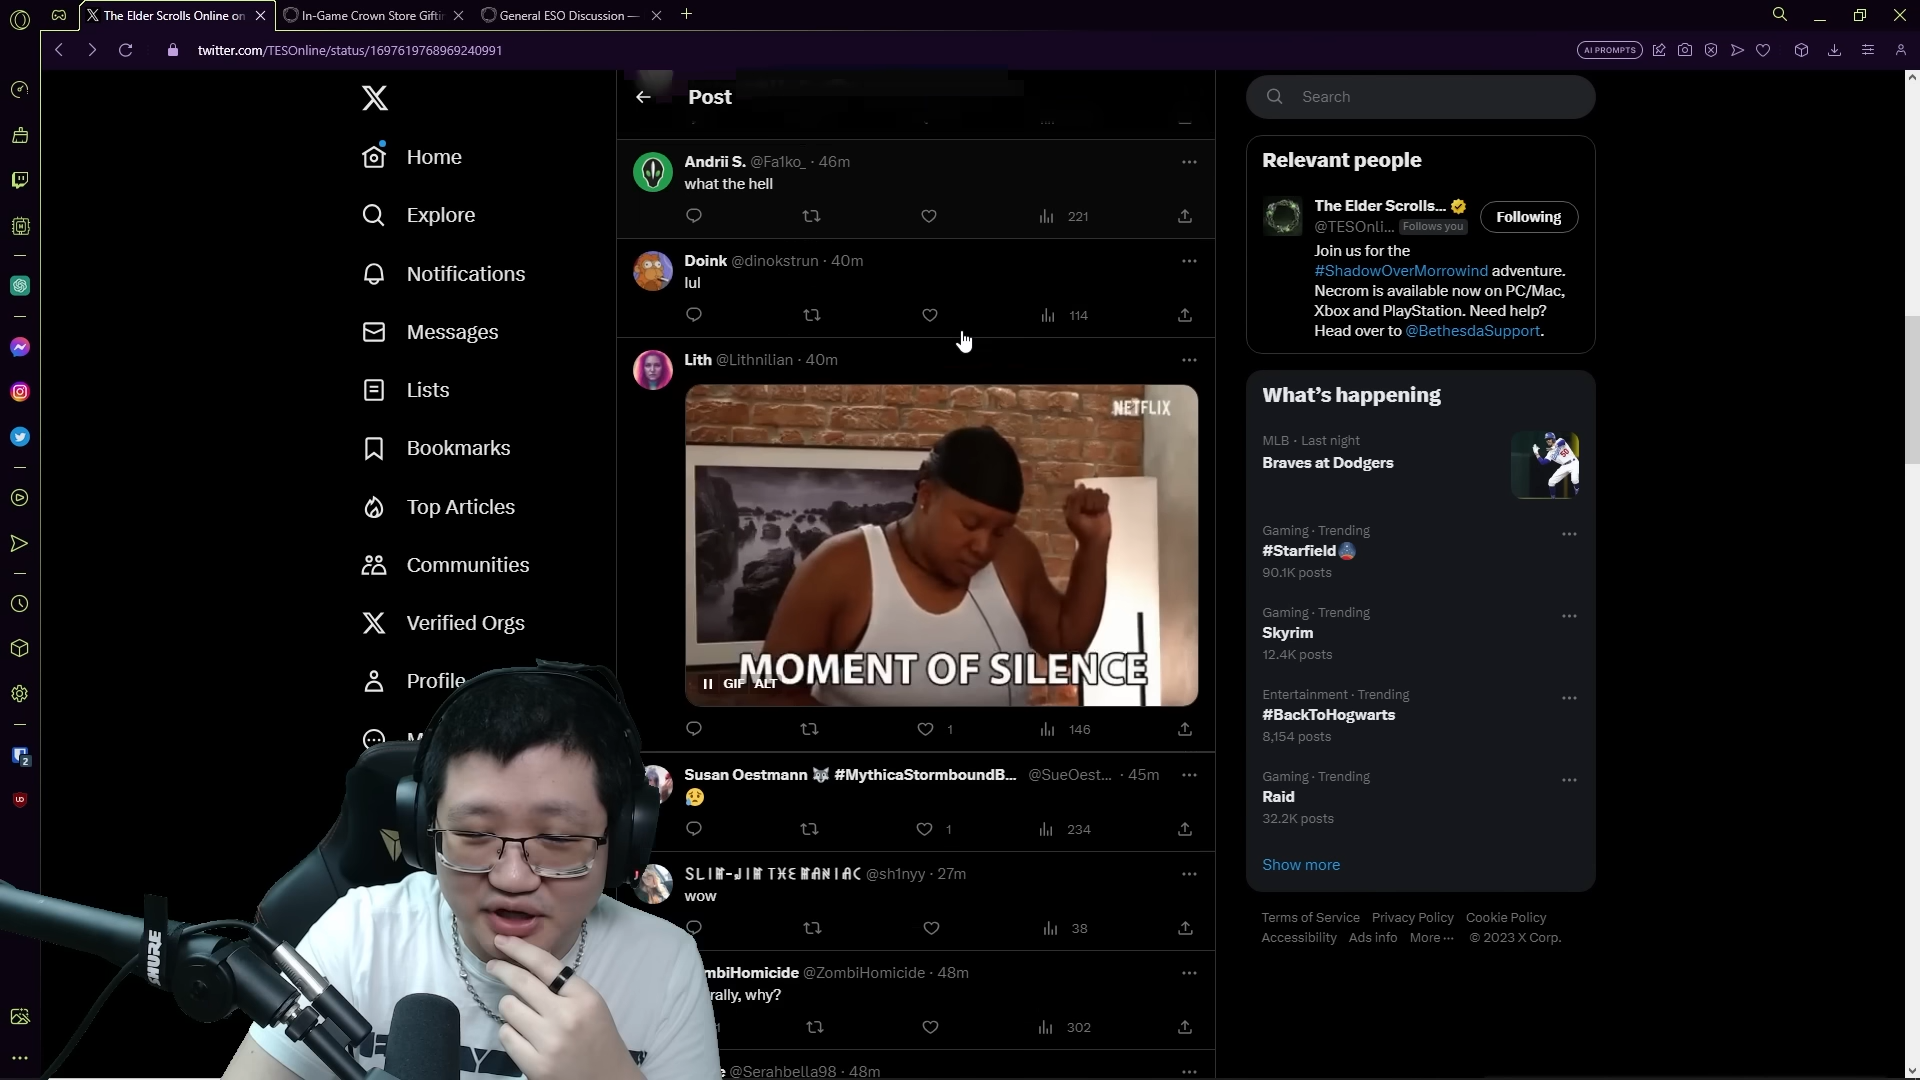 The Elder Scrolls Online on
In-Game Crown Store Gifti
General ESO Discussion —
twitter.com/TESOnline/status/1697619768969240991
AI PROMPTS
Home
Explore
Notifications
Messages
Lists
Bookmarks
Top Articles
Communities
Verified Orgs
Profile
Post
Andrii S. @Fa1ko_ · 46m
what the hell
221
Doink @dinokstrun · 40m
lul
114
Lith @Lithnilian · 40m
NETFLIX
MOMENT OF SILENCE
GIF ALT
1 146
Susan Oestmann #MythicaStormboundB... @SueOest... · 45m
1 234
SLIM-JIM THE MANIAC @sh1nyy · 27m
wow
38
ombiHomicide @ZombiHomicide · 48m
rally, why?
1 302
e @Serahbella98 · 48m
Search
Relevant people
The Elder Scrolls...
@TESOnli... Follows you
Following
Join us for the
#ShadowOverMorrowind adventure.
Necrom is available now on PC/Mac,
Xbox and PlayStation. Need help?
Head over to @BethesdaSupport.
What's happening
MLB · Last night
Braves at Dodgers
Gaming · Trending
#Starfield
90.1K posts
Gaming · Trending
Skyrim
12.4K posts
Entertainment · Trending
#BackToHogwarts
8,154 posts
Gaming · Trending
Raid
32.2K posts
Show more
Terms of Service Privacy Policy Cookie Policy
Accessibility Ads info More ··· © 2023 X Corp.
SHURE
2